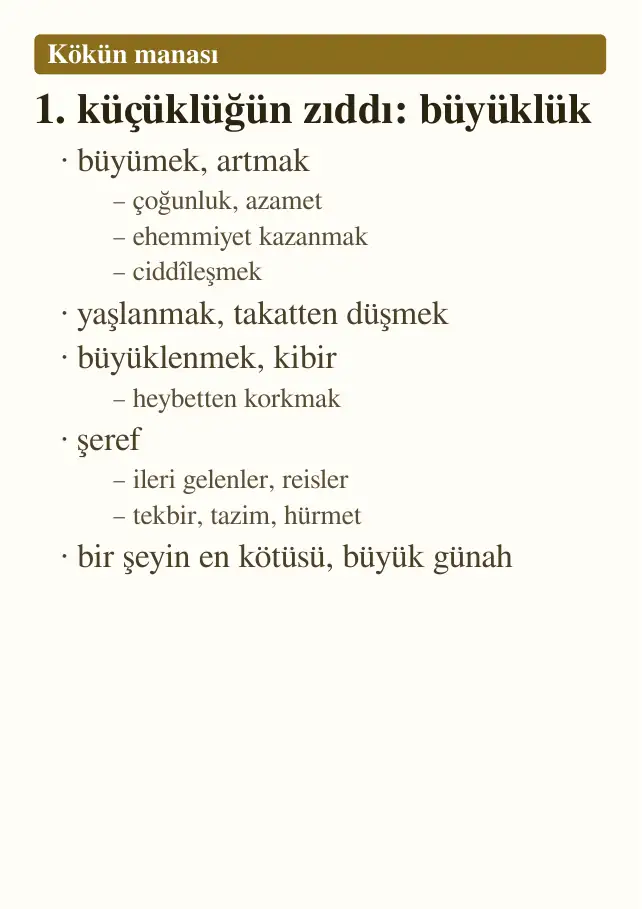 Kökün manası
1. küçüklüğün zıddı: büyüklük
· büyümek, artmak
– çoğunluk, azamet
– ehemmiyet kazanmak
– ciddîleşmek
· yaşlanmak, takatten düşmek
· büyüklenmek, kibir
– heybetten korkmak
· şeref
– ileri gelenler, reisler
– tekbir, tazim, hürmet
· bir şeyin en kötüsü, büyük günah